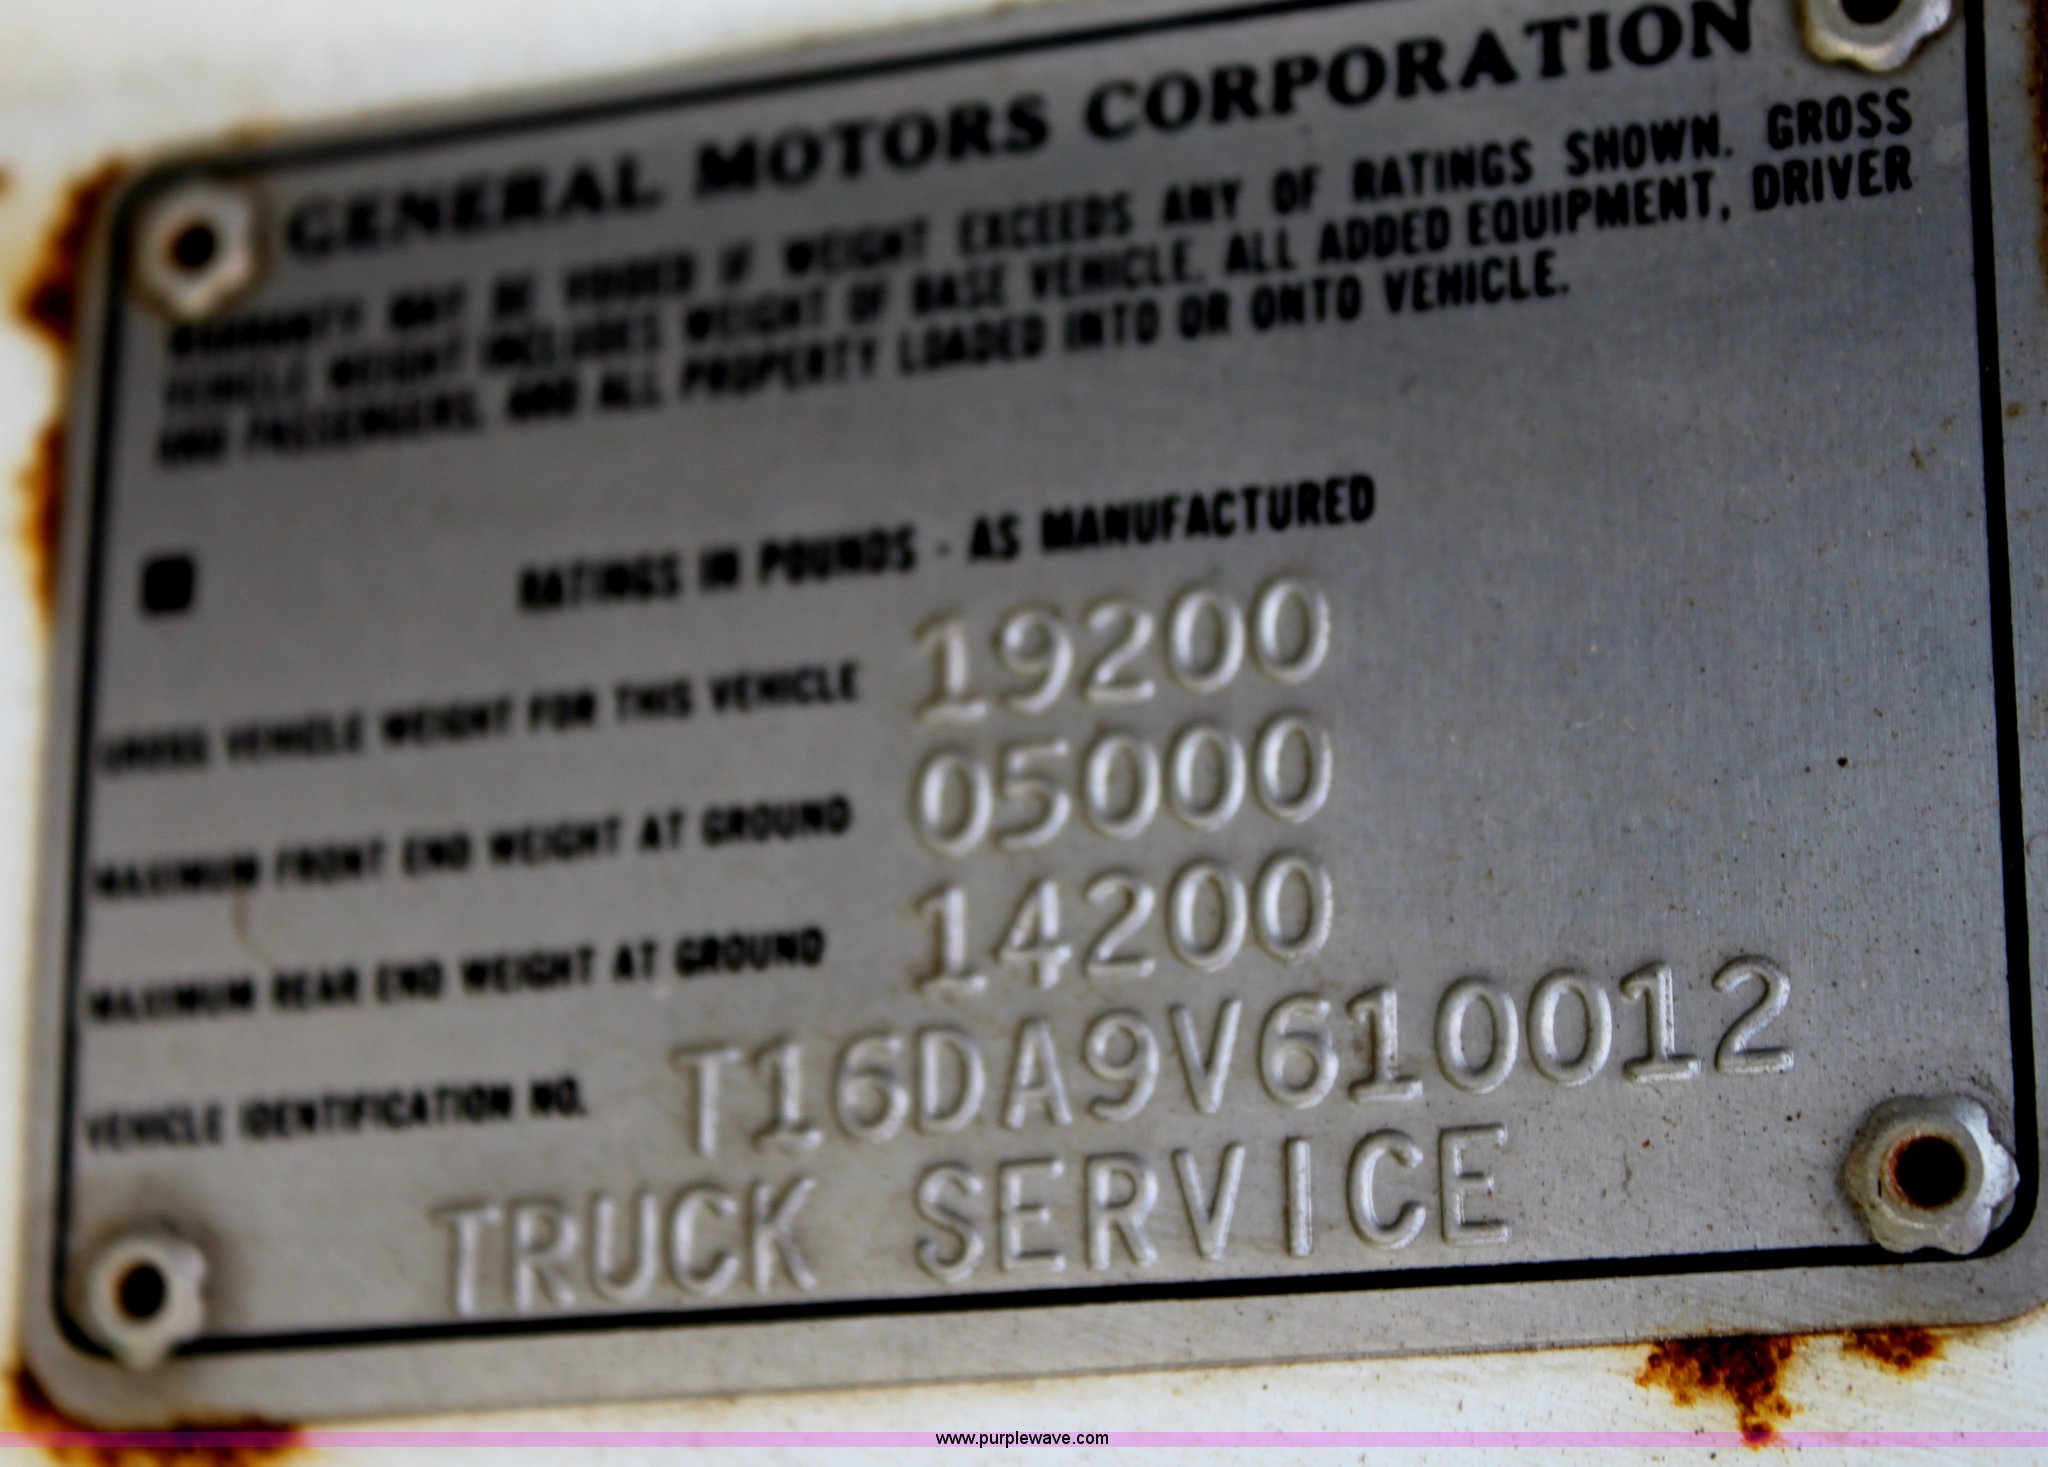 GENERAL MOTORS CORPORATION
WARRANTY MAY BE VOIDED IF WEIGHT EXCEEDS ANY OF RATINGS SHOWN. GROSS
VEHICLE WEIGHT INCLUDES WEIGHT OF BASE VEHICLE, ALL ADDED EQUIPMENT, DRIVER
AND PASSENGERS, AND ALL PROPERTY LOADED INTO OR ONTO VEHICLE.
RATINGS IN POUNDS - AS MANUFACTURED
GROSS VEHICLE WEIGHT FOR THIS VEHICLE 19200
MAXIMUM FRONT END WEIGHT AT GROUND 05000
MAXIMUM REAR END WEIGHT AT GROUND 14200
VEHICLE IDENTIFICATION NO. T16DA9V610012
TRUCK SERVICE
www.purplewave.com